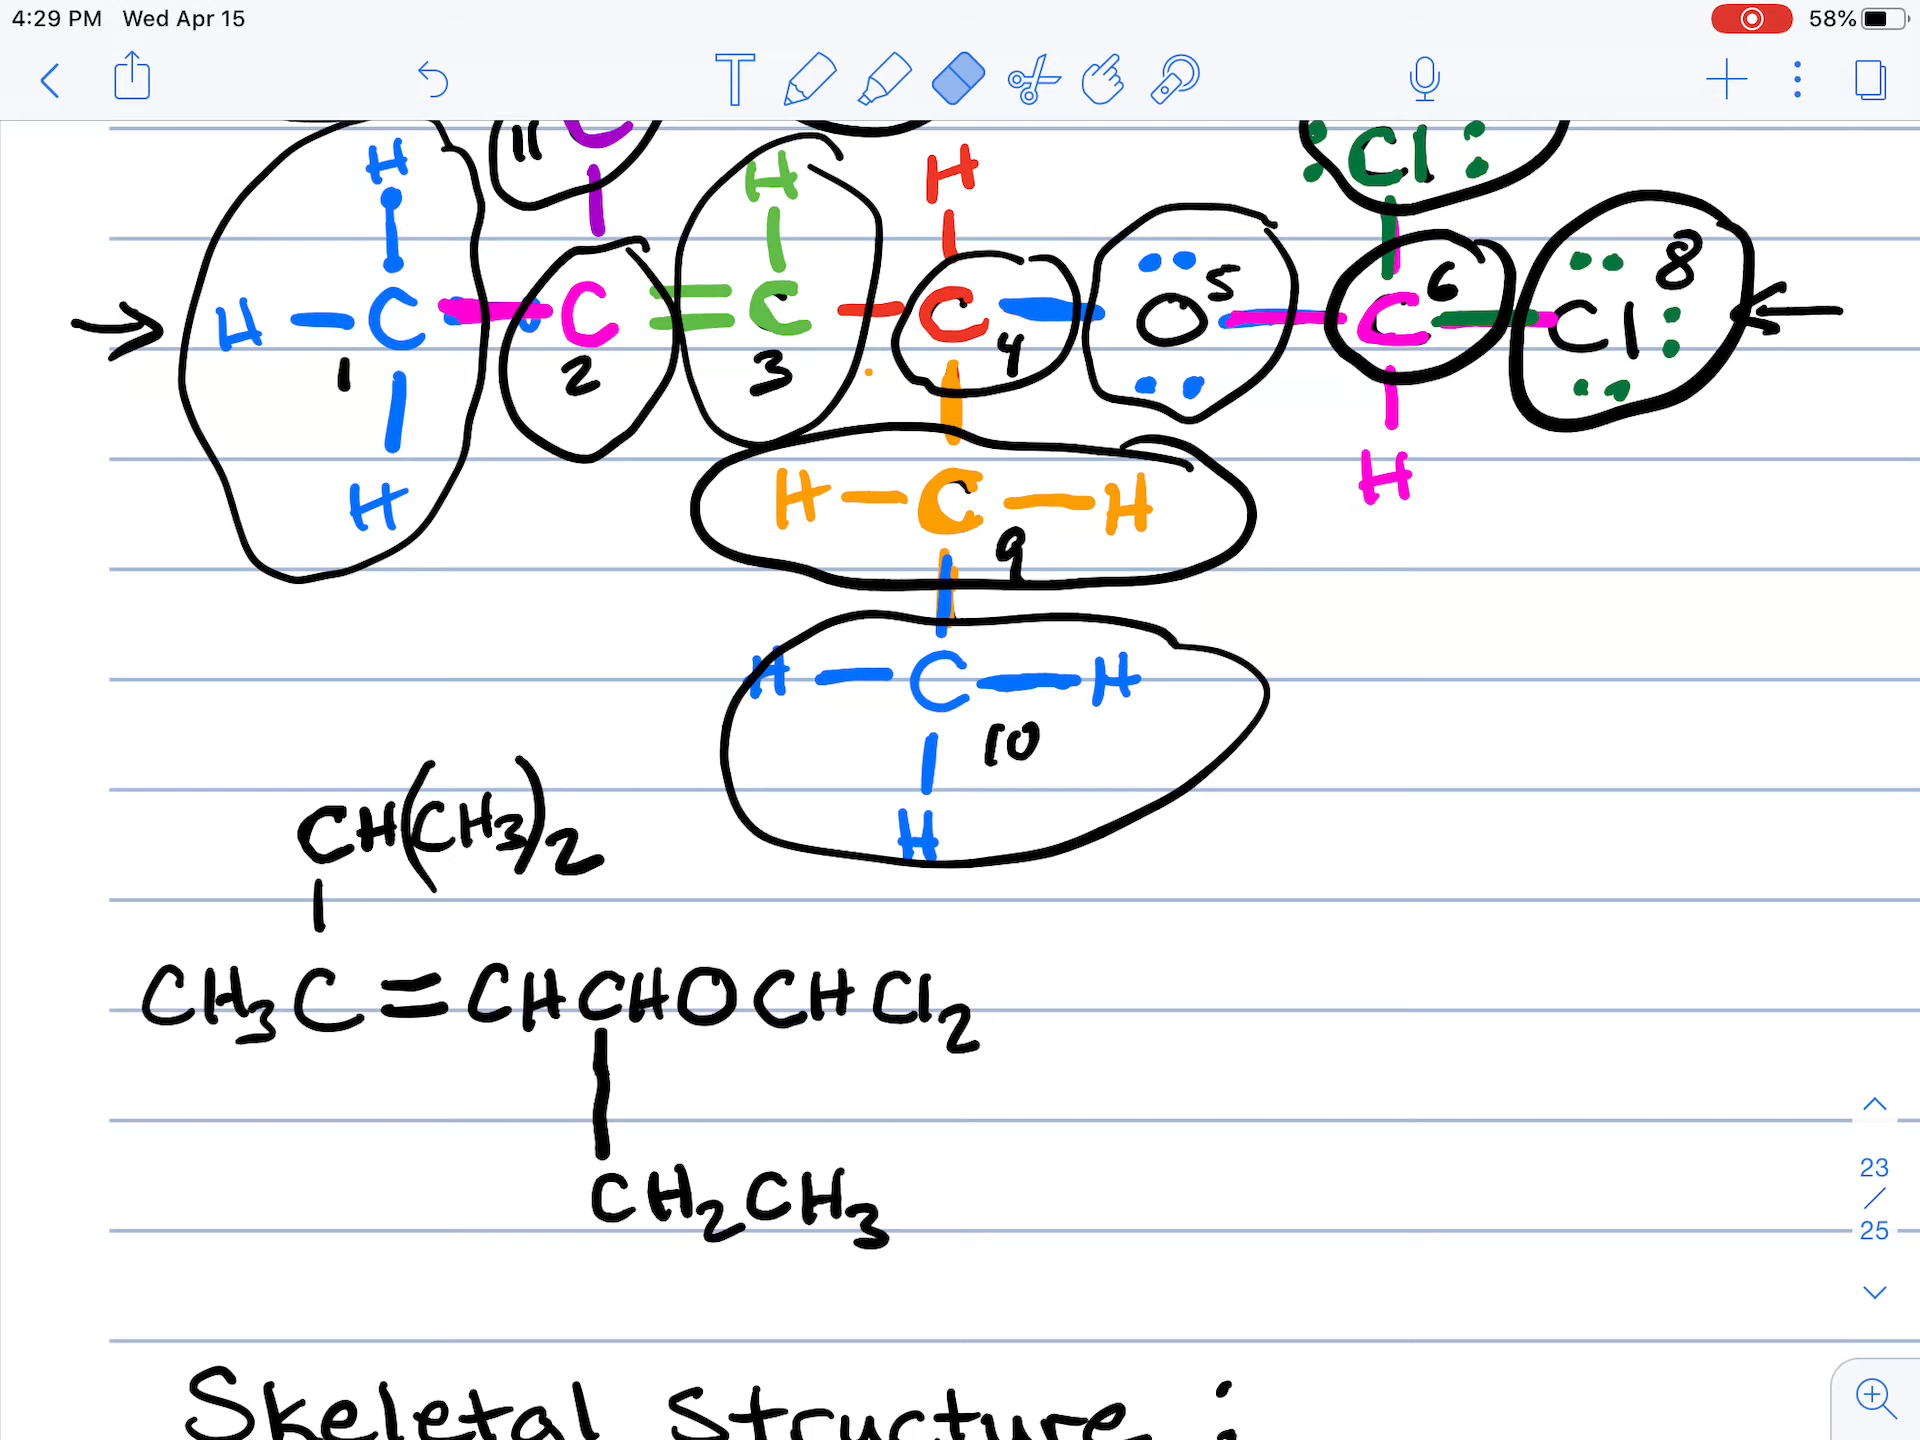 4:29 PM Wed Apr 15 58%
T
11 C Cl
H H H
H C C C C O 5 C 6 Cl 8
1 2 3 4
H H
H C H
9
H C H
10
H
CH(CH3)2
CH3C=CHCHOCHCl2
CH2CH3
23
/
25
Skeletal Structure :